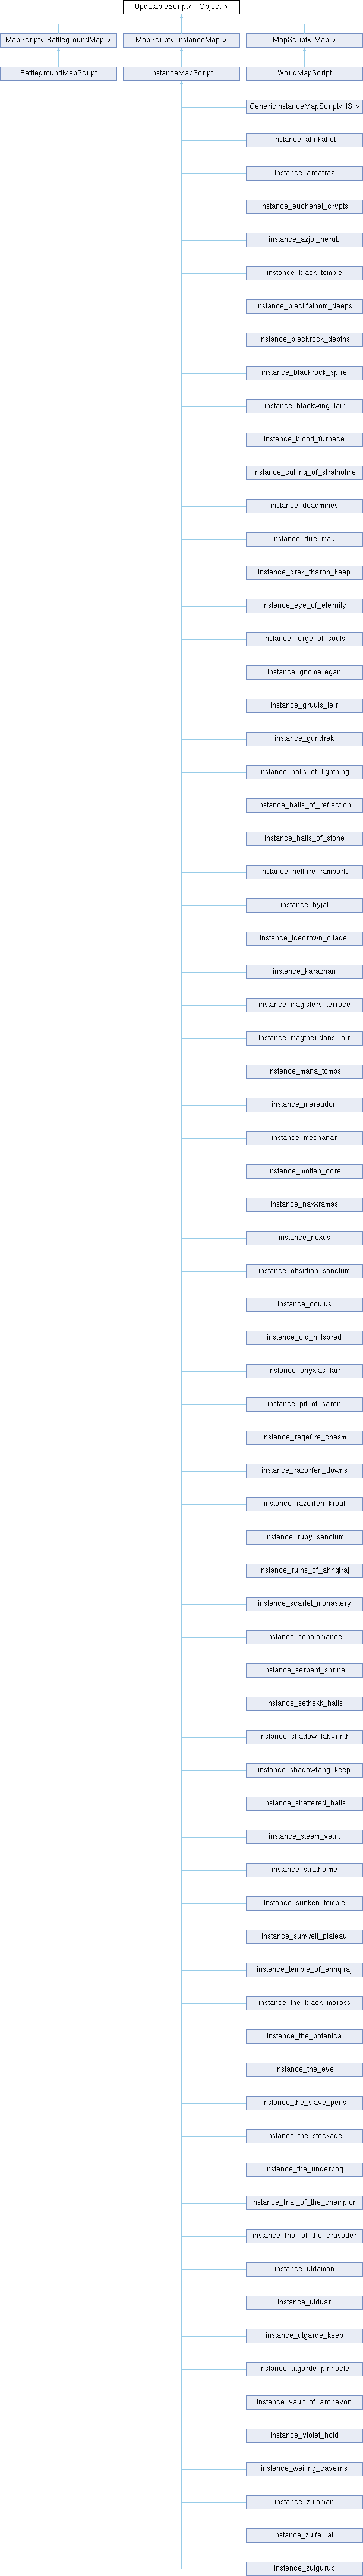 UpdatableScript< TObject >
MapScript< BattlegroundMap >
MapScript< InstanceMap >
MapScript< Map >
BattlegroundMapScript
InstanceMapScript
WorldMapScript
GenericInstanceMapScript< IS >
instance_ahnkahet
instance_arcatraz
instance_auchenai_crypts
instance_azjol_nerub
instance_black_temple
instance_blackfathom_deeps
instance_blackrock_depths
instance_blackrock_spire
instance_blackwing_lair
instance_blood_furnace
instance_culling_of_stratholme
instance_deadmines
instance_dire_maul
instance_drak_tharon_keep
instance_eye_of_eternity
instance_forge_of_souls
instance_gnomeregan
instance_gruuls_lair
instance_gundrak
instance_halls_of_lightning
instance_halls_of_reflection
instance_halls_of_stone
instance_hellfire_ramparts
instance_hyjal
instance_icecrown_citadel
instance_karazhan
instance_magisters_terrace
instance_magtheridons_lair
instance_mana_tombs
instance_maraudon
instance_mechanar
instance_molten_core
instance_naxxramas
instance_nexus
instance_obsidian_sanctum
instance_oculus
instance_old_hillsbrad
instance_onyxias_lair
instance_pit_of_saron
instance_ragefire_chasm
instance_razorfen_downs
instance_razorfen_kraul
instance_ruby_sanctum
instance_ruins_of_ahnqiraj
instance_scarlet_monastery
instance_scholomance
instance_serpent_shrine
instance_sethekk_halls
instance_shadow_labyrinth
instance_shadowfang_keep
instance_shattered_halls
instance_steam_vault
instance_stratholme
instance_sunken_temple
instance_sunwell_plateau
instance_temple_of_ahnqiraj
instance_the_black_morass
instance_the_botanica
instance_the_eye
instance_the_slave_pens
instance_the_stockade
instance_the_underbog
instance_trial_of_the_champion
instance_trial_of_the_crusader
instance_uldaman
instance_ulduar
instance_utgarde_keep
instance_utgarde_pinnacle
instance_vault_of_archavon
instance_violet_hold
instance_wailing_caverns
instance_zulaman
instance_zulfarrak
instance_zulgurub